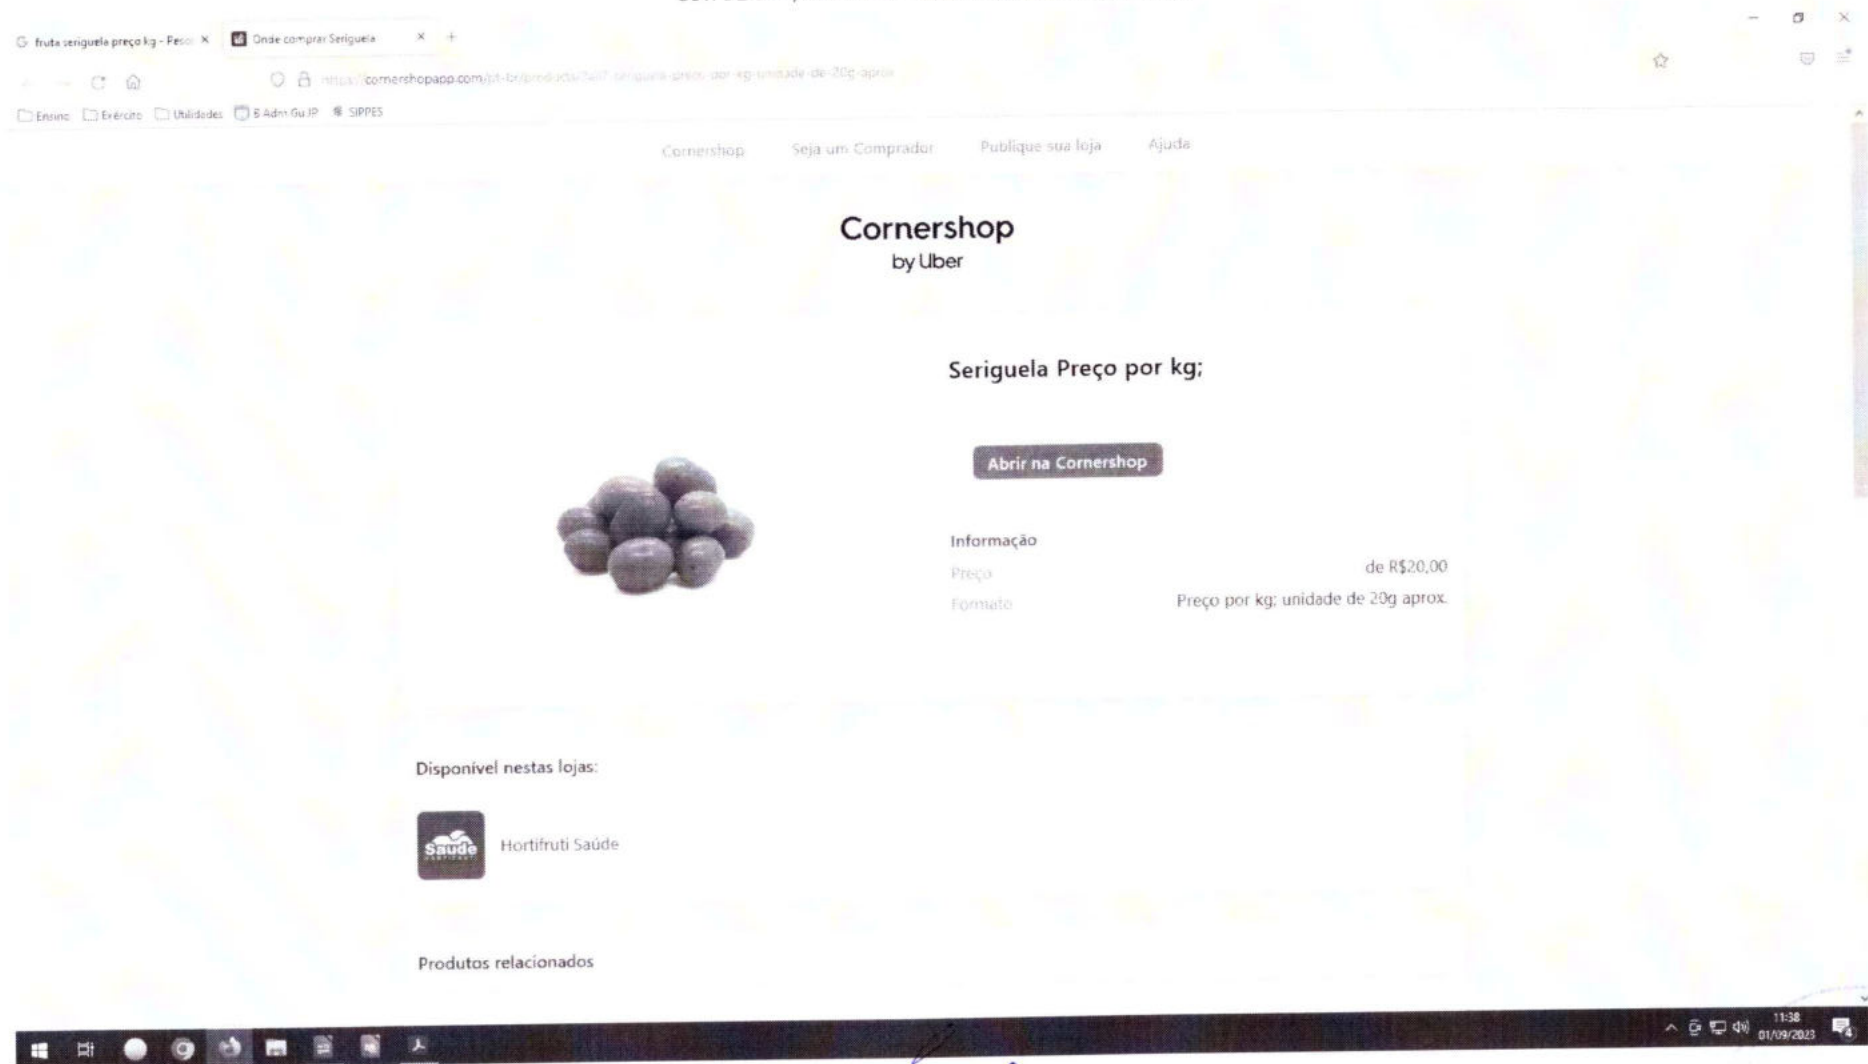 fruta seriguela preço kg - Pesq
Onde comprar Seriguela
cornershopapp.com
Ensino
Exército
Utilidades
B Adm Gu JP
SIPPES
Cornershop
Seja um Comprador
Publique sua loja
Ajuda
Cornershop
by Uber
Seriguela Preço por kg;
Abrir na Cornershop
Informação
Preço
de R$20,00
Formato
Preço por kg; unidade de 20g aprox.
Disponível nestas lojas:
Saúde
Hortifruti Saúde
Produtos relacionados
11:38
01/09/2023